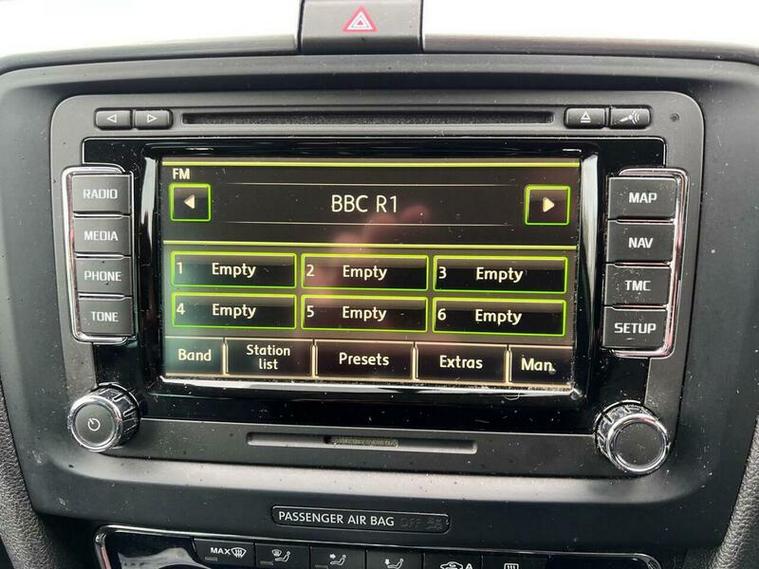 FM
BBC R1
1 Empty 2 Empty 3 Empty
4 Empty 5 Empty 6 Empty
Band Station list Presets Extras Man.
RADIO
MEDIA
PHONE
TONE
MAP
NAV
TMC
SETUP
PASSENGER AIR BAG OFF
MAX
A